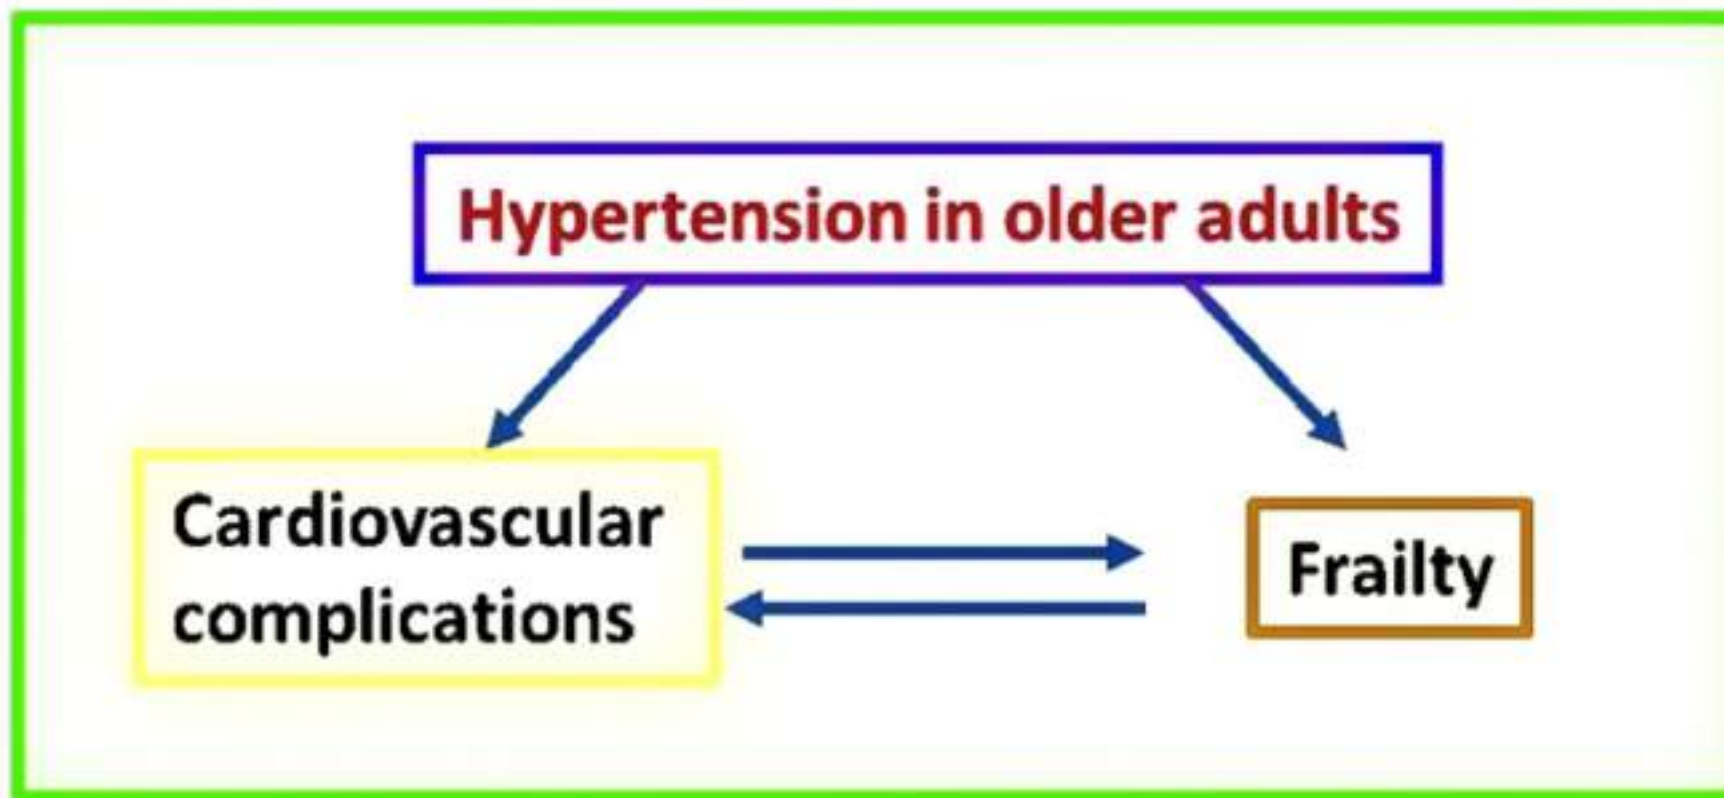 Hypertension in older adults
Cardiovascular
complications
Frailty